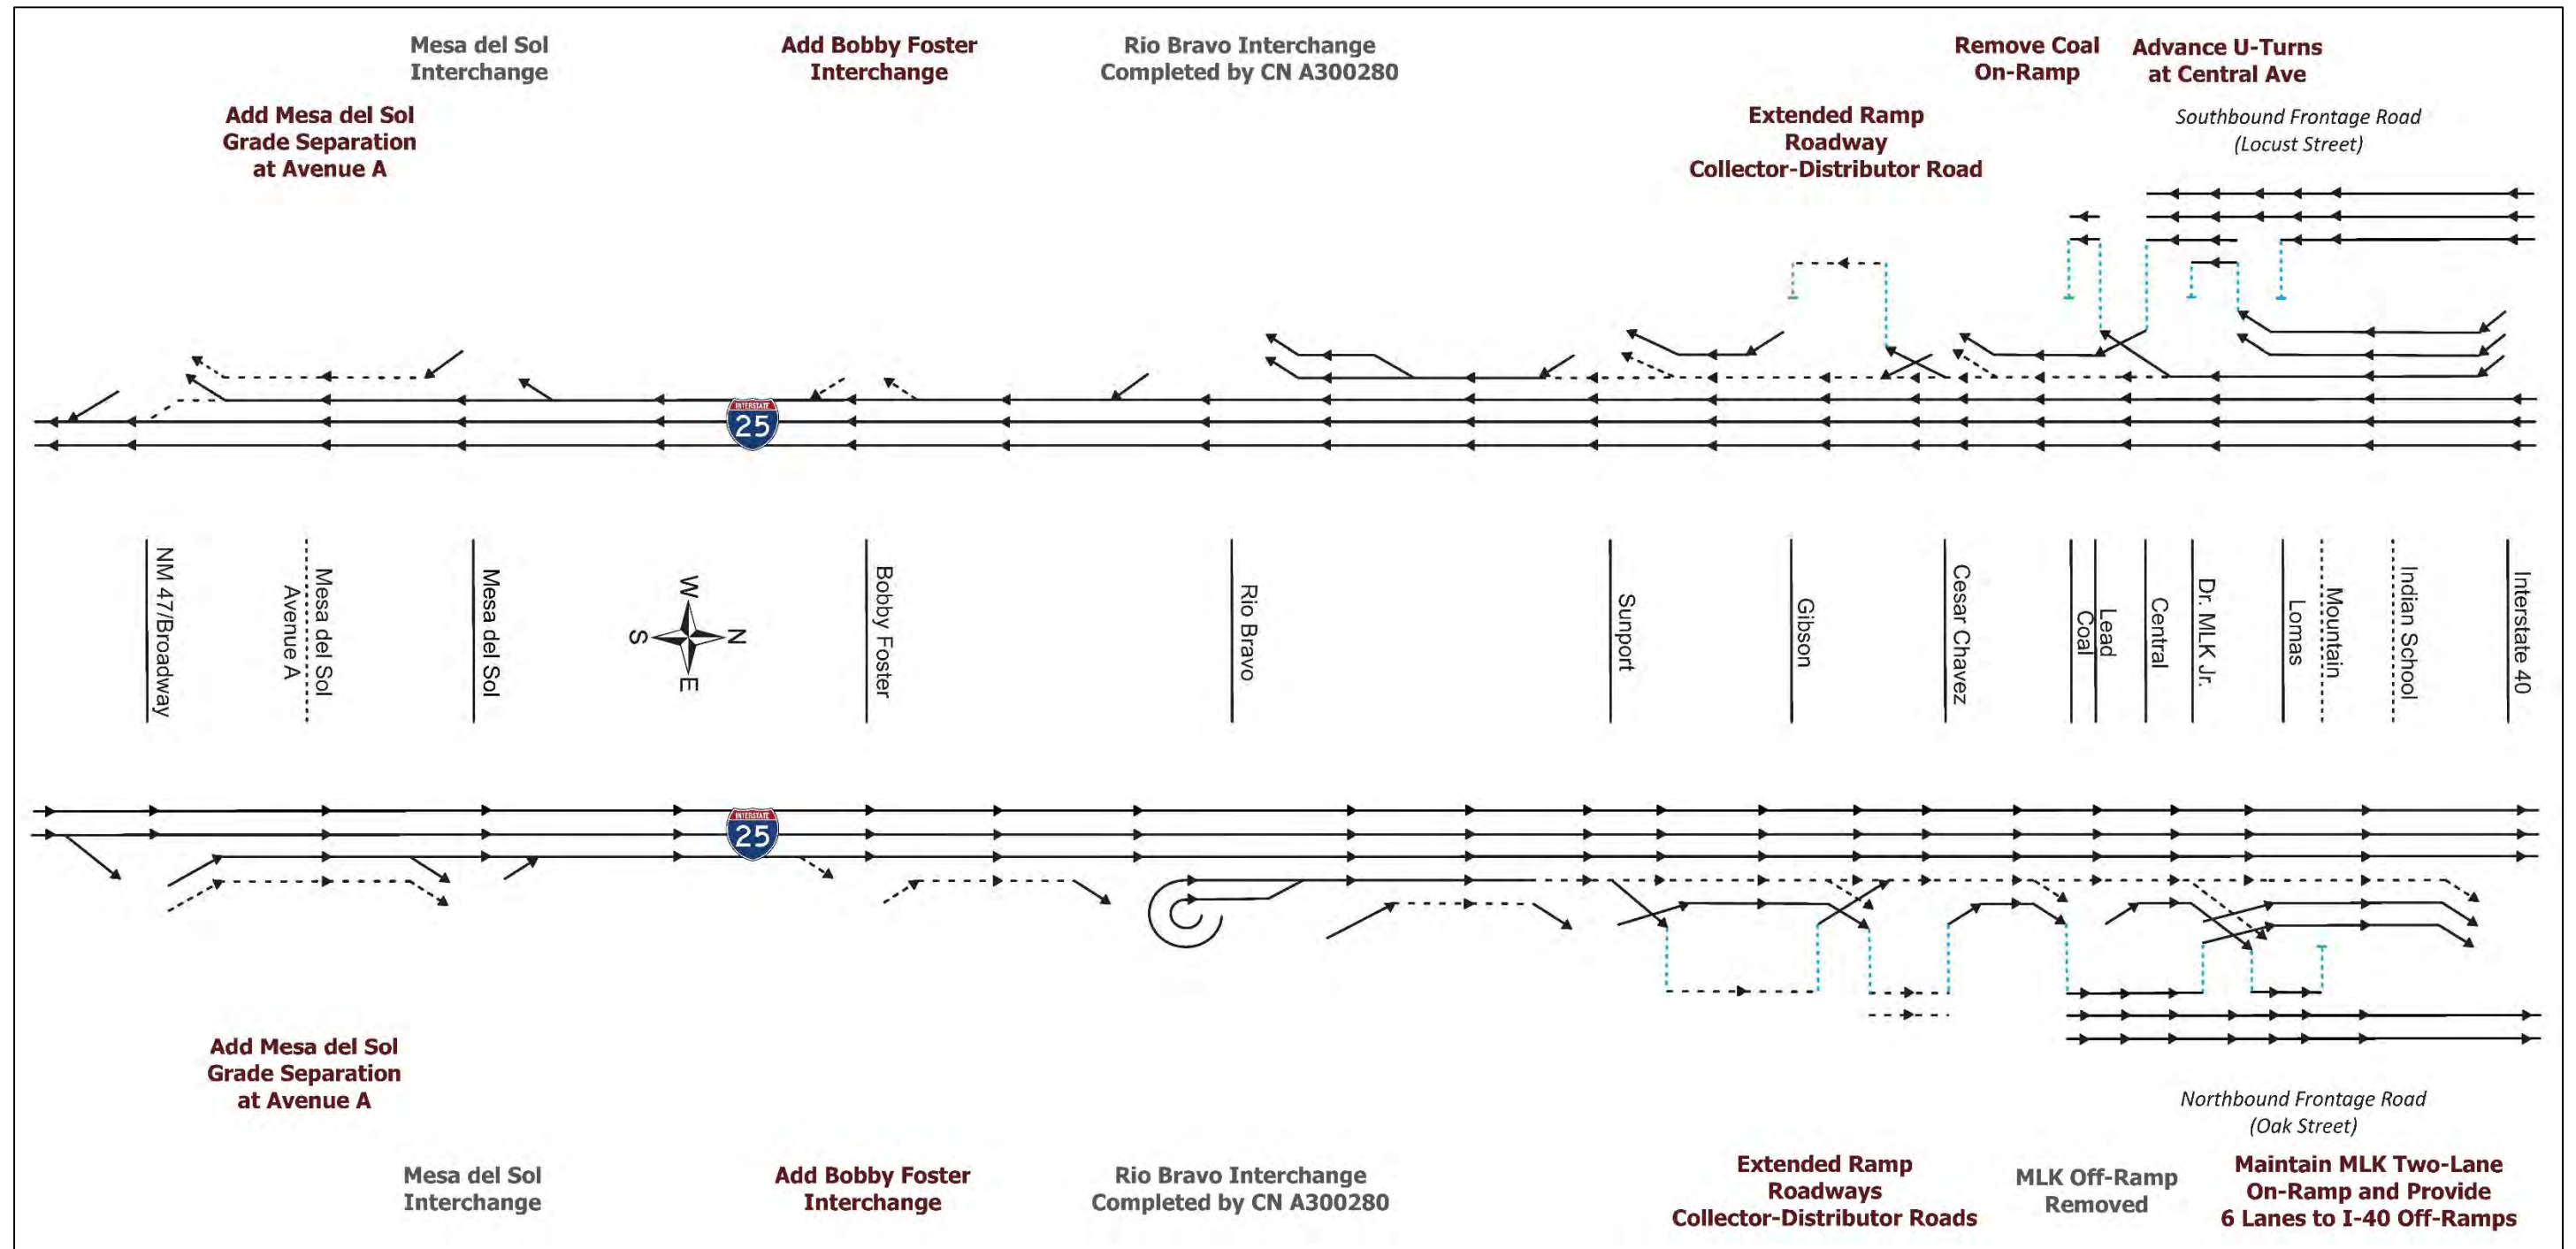 Mesa del Sol
Interchange
Add Bobby Foster
Interchange
Rio Bravo Interchange
Completed by CN A300280
Remove Coal
On-Ramp
Advance U-Turns
at Central Ave
Add Mesa del Sol
Grade Separation
at Avenue A
Extended Ramp
Roadway
Collector-Distributor Road
Southbound Frontage Road
(Locust Street)
INTERSTATE
25
NM 47/Broadway
Mesa del Sol
Avenue A
Mesa del Sol
W
S
N
E
Bobby Foster
Rio Bravo
Sunport
Gibson
Cesar Chavez
Coal
Lead
Central
Dr. MLK Jr.
Lomas
Mountain
Indian School
Interstate 40
INTERSTATE
25
Add Mesa del Sol
Grade Separation
at Avenue A
Northbound Frontage Road
(Oak Street)
Mesa del Sol
Interchange
Add Bobby Foster
Interchange
Rio Bravo Interchange
Completed by CN A300280
Extended Ramp
Roadways
Collector-Distributor Roads
MLK Off-Ramp
Removed
Maintain MLK Two-Lane
On-Ramp and Provide
6 Lanes to I-40 Off-Ramps